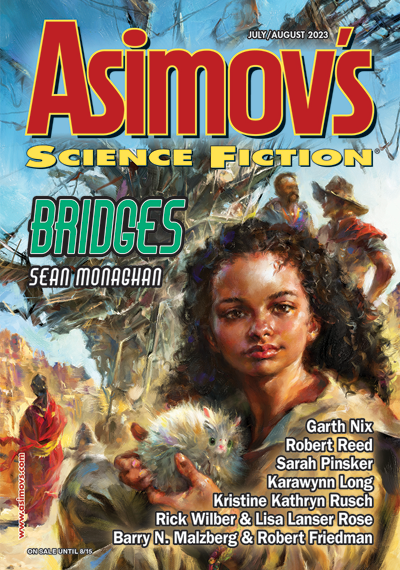 JULY/AUGUST 2023
Asimov's
SCIENCE FICTION®
BRIDGES
SEAN MONAGHAN
Garth Nix
Robert Reed
Sarah Pinsker
Karawynn Long
Kristine Kathryn Rusch
Rick Wilber & Lisa Lanser Rose
Barry N. Malzberg & Robert Friedman
www.asimovs.com
ON SALE UNTIL 8/15